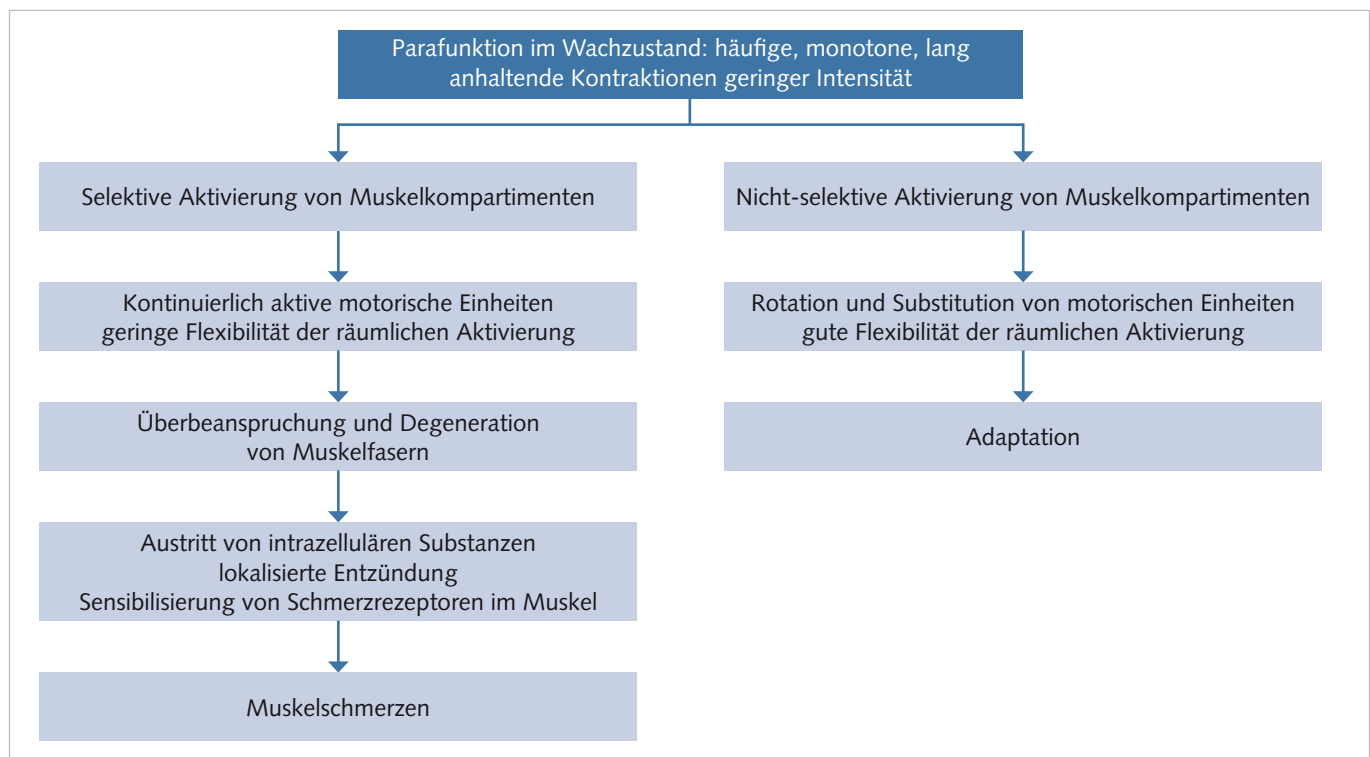 Parafunktion im Wachzustand: häufige, monotone, lang
anhaltende Kontraktionen geringer Intensität
Selektive Aktivierung von Muskelkompartimenten
Kontinuierlich aktive motorische Einheiten
geringe Flexibilität der räumlichen Aktivierung
Überbeanspruchung und Degeneration
von Muskelfasern
Austritt von intrazellulären Substanzen
lokalisierte Entzündung
Sensibilisierung von Schmerzrezeptoren im Muskel
Muskelschmerzen
Nicht-selektive Aktivierung von Muskelkompartimenten
Rotation und Substitution von motorischen Einheiten
gute Flexibilität der räumlichen Aktivierung
Adaptation